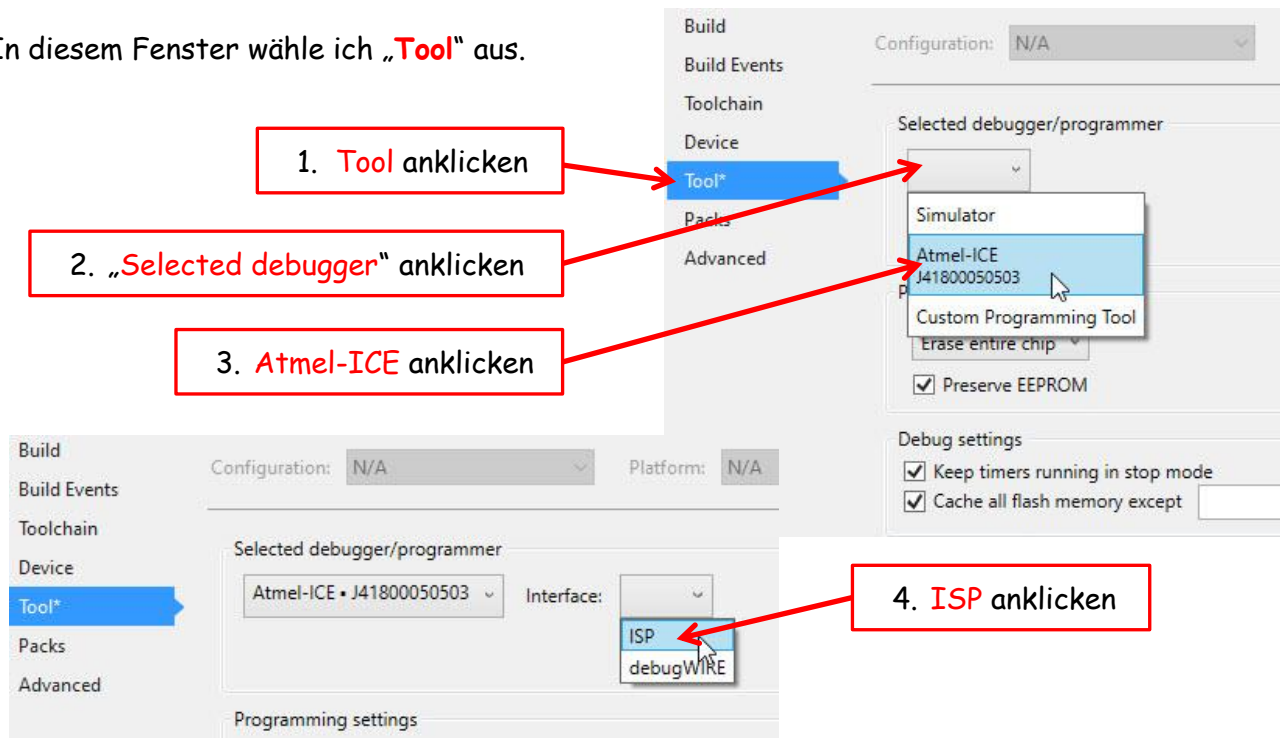 In diesem Fenster wähle ich „Tool“ aus.
1. Tool anklicken
2. „Selected debugger“ anklicken
3. Atmel-ICE anklicken
Build
Build Events
Toolchain
Device
Tool*
Packs
Advanced
Configuration: N/A
Selected debugger/programmer
Simulator
Atmel-ICE
J41800050503
Custom Programming Tool
Erase entire chip
Preserve EEPROM
Debug settings
Keep timers running in stop mode
Cache all flash memory except
Build
Build Events
Toolchain
Device
Tool*
Packs
Advanced
Configuration: N/A Platform: N/A
Selected debugger/programmer
Atmel-ICE • J41800050503 Interface:
ISP
debugWIRE
Programming settings
4. ISP anklicken